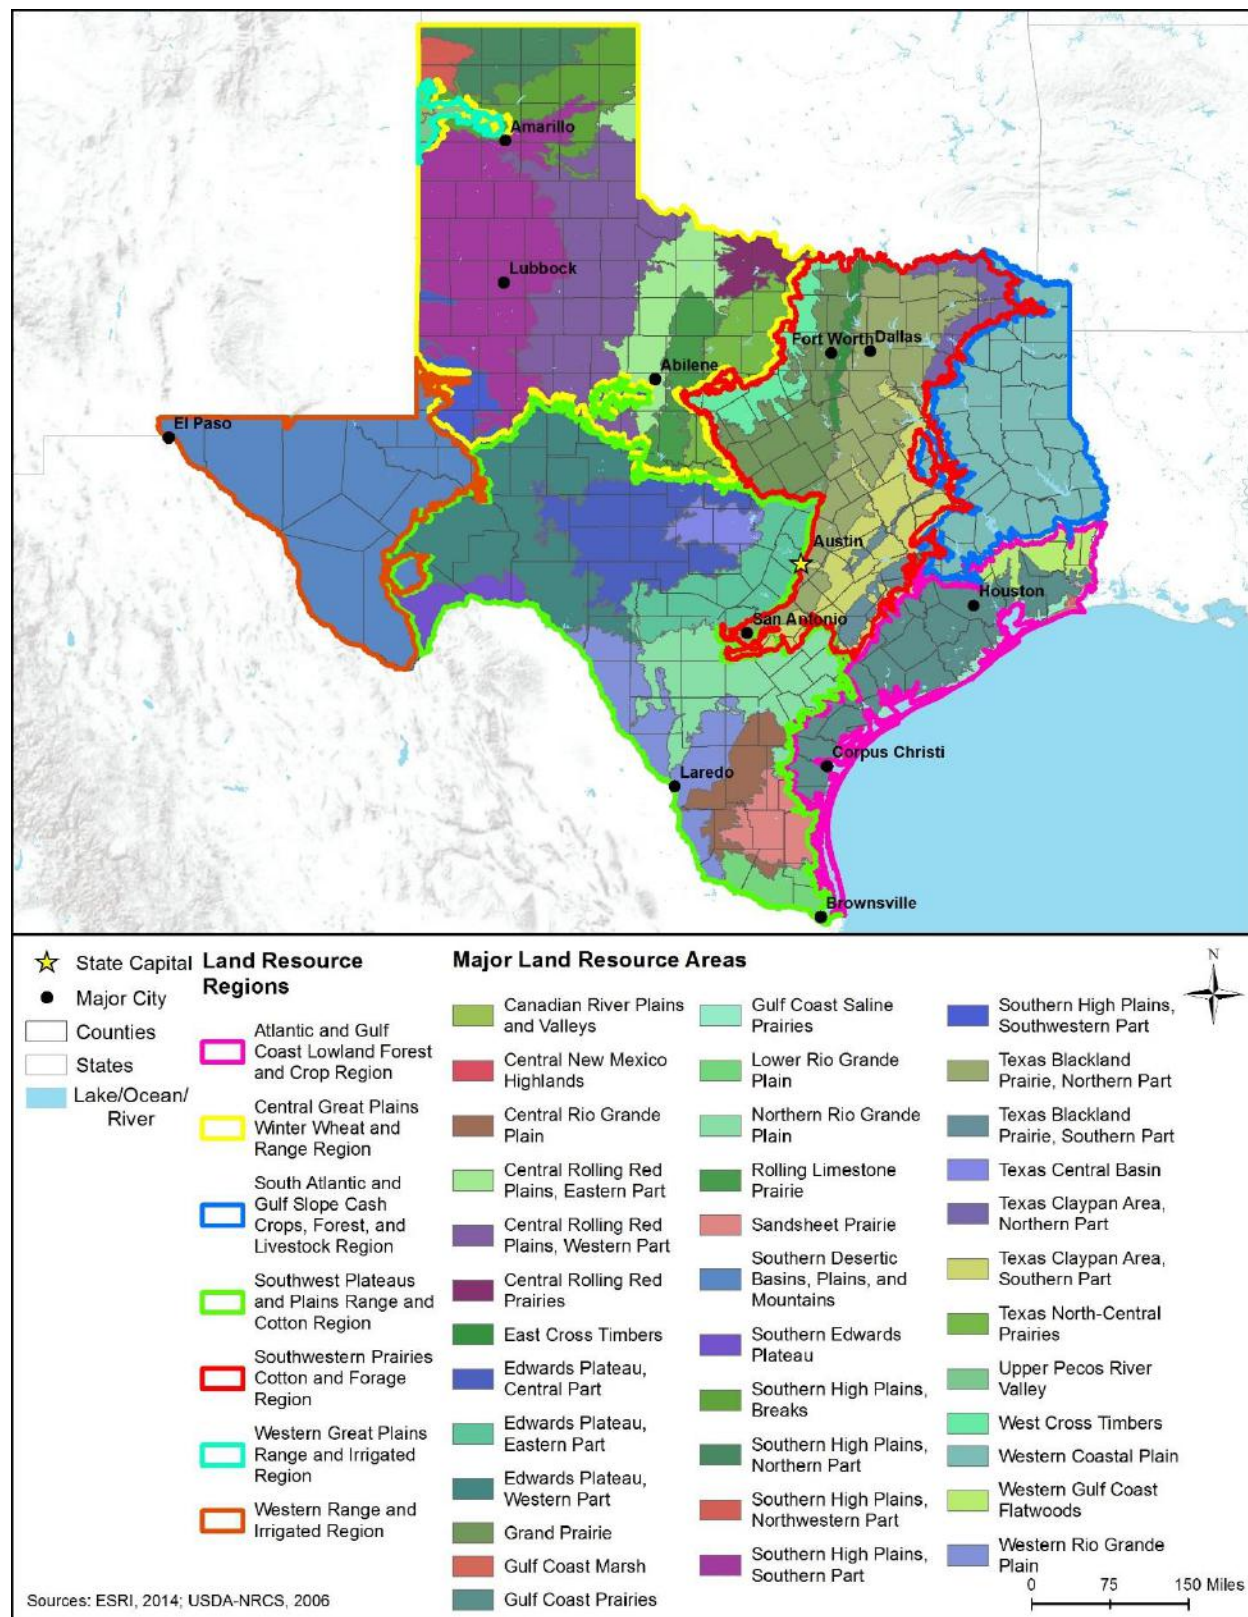 Amarillo
Lubbock
Abilene
Fort Worth
Dallas
El Paso
Austin
Houston
San Antonio
Corpus Christi
Laredo
Brownsville
State Capital
Major City
Counties
States
Lake/Ocean/
River
Land Resource
Regions
Atlantic and Gulf
Coast Lowland Forest
and Crop Region
Central Great Plains
Winter Wheat and
Range Region
South Atlantic and
Gulf Slope Cash
Crops, Forest, and
Livestock Region
Southwest Plateaus
and Plains Range and
Cotton Region
Southwestern Prairies
Cotton and Forage
Region
Western Great Plains
Range and Irrigated
Region
Western Range and
Irrigated Region
Major Land Resource Areas
Canadian River Plains
and Valleys
Central New Mexico
Highlands
Central Rio Grande
Plain
Central Rolling Red
Plains, Eastern Part
Central Rolling Red
Plains, Western Part
Central Rolling Red
Prairies
East Cross Timbers
Edwards Plateau,
Central Part
Edwards Plateau,
Eastern Part
Edwards Plateau,
Western Part
Grand Prairie
Gulf Coast Marsh
Gulf Coast Prairies
Gulf Coast Saline
Prairies
Lower Rio Grande
Plain
Northern Rio Grande
Plain
Rolling Limestone
Prairie
Sandsheet Prairie
Southern Desertic
Basins, Plains, and
Mountains
Southern Edwards
Plateau
Southern High Plains,
Breaks
Southern High Plains,
Northern Part
Southern High Plains,
Northwestern Part
Southern High Plains,
Southern Part
Southern High Plains,
Southwestern Part
Texas Blackland
Prairie, Northern Part
Texas Blackland
Prairie, Southern Part
Texas Central Basin
Texas Claypan Area,
Northern Part
Texas Claypan Area,
Southern Part
Texas North-Central
Prairies
Upper Pecos River
Valley
West Cross Timbers
Western Coastal Plain
Western Gulf Coast
Flatwoods
Western Rio Grande
Plain
N
0 75 150 Miles
Sources: ESRI, 2014; USDA-NRCS, 2006